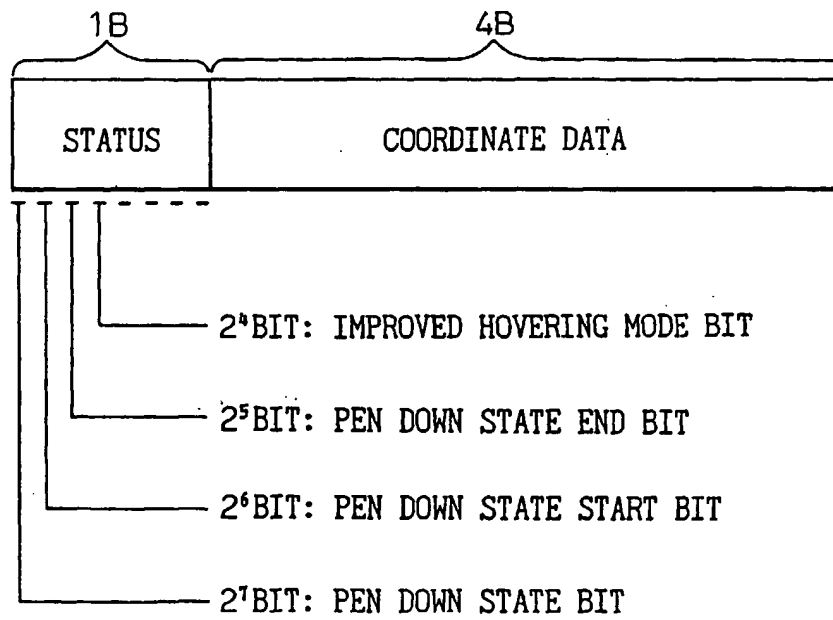 1B 4B
STATUS COORDINATE DATA
2⁴BIT: IMPROVED HOVERING MODE BIT
2⁵BIT: PEN DOWN STATE END BIT
2⁶BIT: PEN DOWN STATE START BIT
2⁷BIT: PEN DOWN STATE BIT